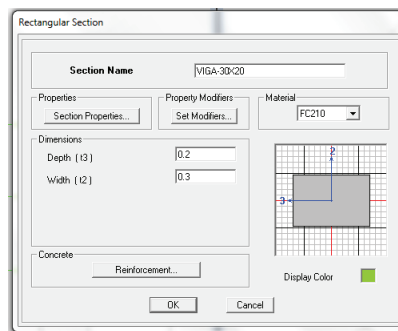 Rectangular Section
Section Name VIGA-30X20
Properties
Section Properties...
Property Modifiers
Set Modifiers...
Material
FC210
Dimensions
Depth ( t3 ) 0.2
Width ( t2 ) 0.3
2
3
Concrete
Reinforcement...
Display Color
OK Cancel